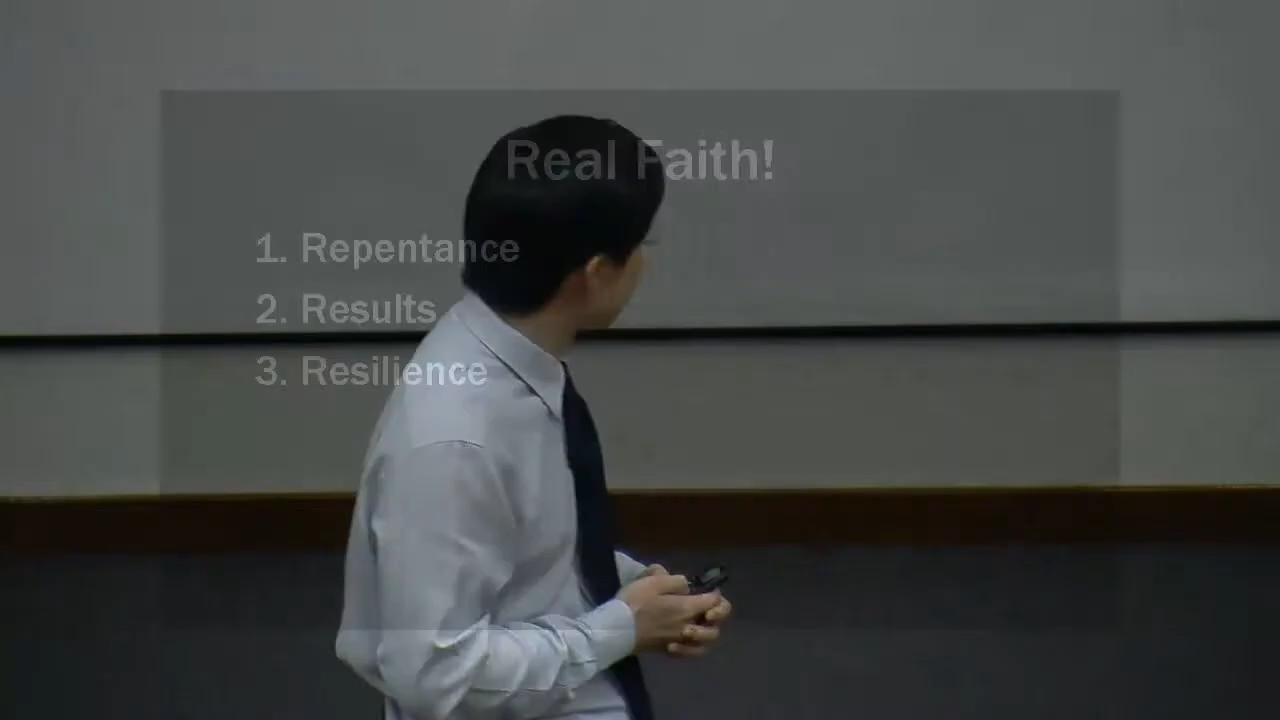 Real Faith!
1. Repentance
2. Results
3. Resilience